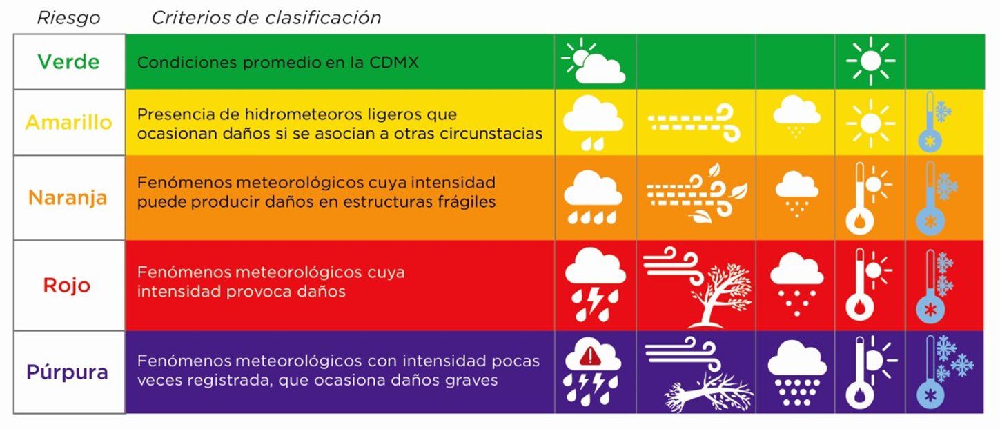 Riesgo Criterios de clasificación
Verde
Condiciones promedio en la CDMX
Amarillo
Presencia de hidrometeoros ligeros que
ocasionan daños si se asocian a otras circunstacias
Naranja
Fenómenos meteorológicos cuya intensidad
puede producir daños en estructuras frágiles
Rojo
Fenómenos meteorológicos cuya
intensidad provoca daños
Púrpura
Fenómenos meteorológicos con intensidad pocas
veces registrada, que ocasiona daños graves